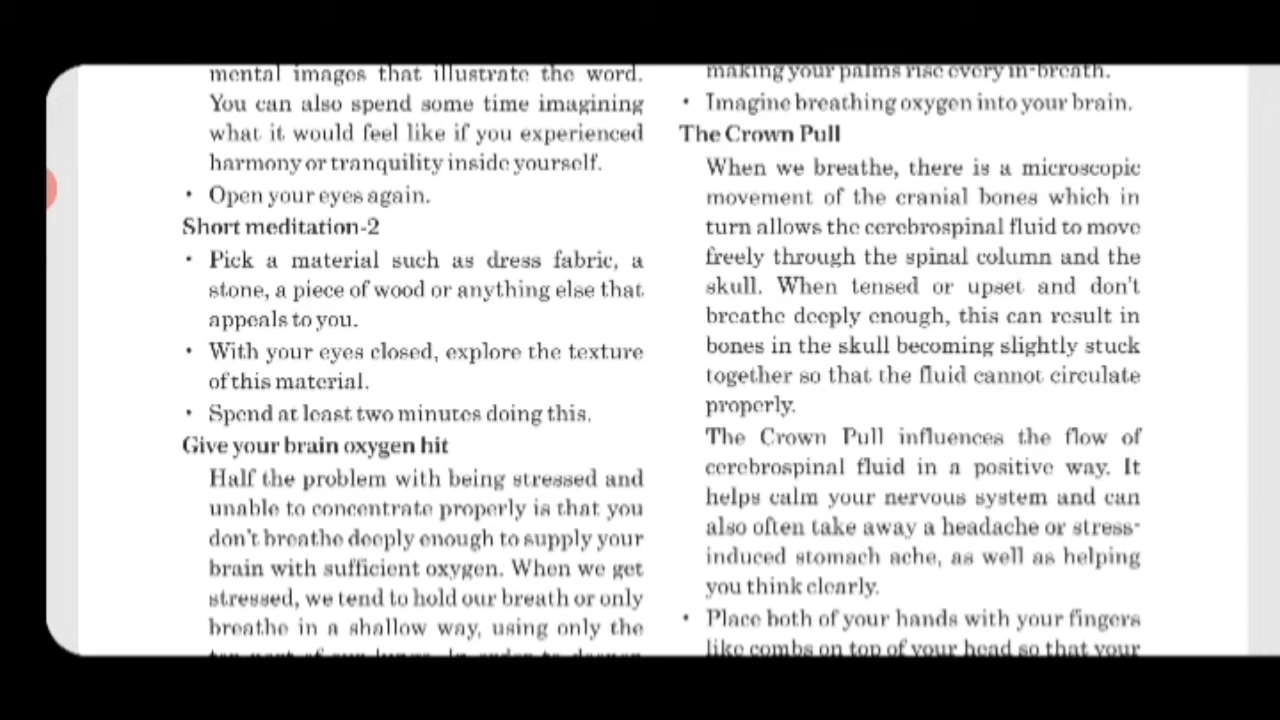 mental images that illustrate the word.
You can also spend some time imagining
what it would feel like if you experienced
harmony or tranquility inside yourself.
• Open your eyes again.
Short meditation-2
• Pick a material such as dress fabric, a
stone, a piece of wood or anything else that
appeals to you.
• With your eyes closed, explore the texture
of this material.
• Spend at least two minutes doing this.
Give your brain oxygen hit
Half the problem with being stressed and
unable to concentrate properly is that you
don't breathe deeply enough to supply your
brain with sufficient oxygen. When we get
stressed, we tend to hold our breath or only
breathe in a shallow way, using only the
making your palms rise every in-breath.
• Imagine breathing oxygen into your brain.
The Crown Pull
When we breathe, there is a microscopic
movement of the cranial bones which in
turn allows the cerebrospinal fluid to move
freely through the spinal column and the
skull. When tensed or upset and don't
breathe deeply enough, this can result in
bones in the skull becoming slightly stuck
together so that the fluid cannot circulate
properly.
The Crown Pull influences the flow of
cerebrospinal fluid in a positive way. It
helps calm your nervous system and can
also often take away a headache or stress-
induced stomach ache, as well as helping
you think clearly.
• Place both of your hands with your fingers
like combs on top of your head so that your